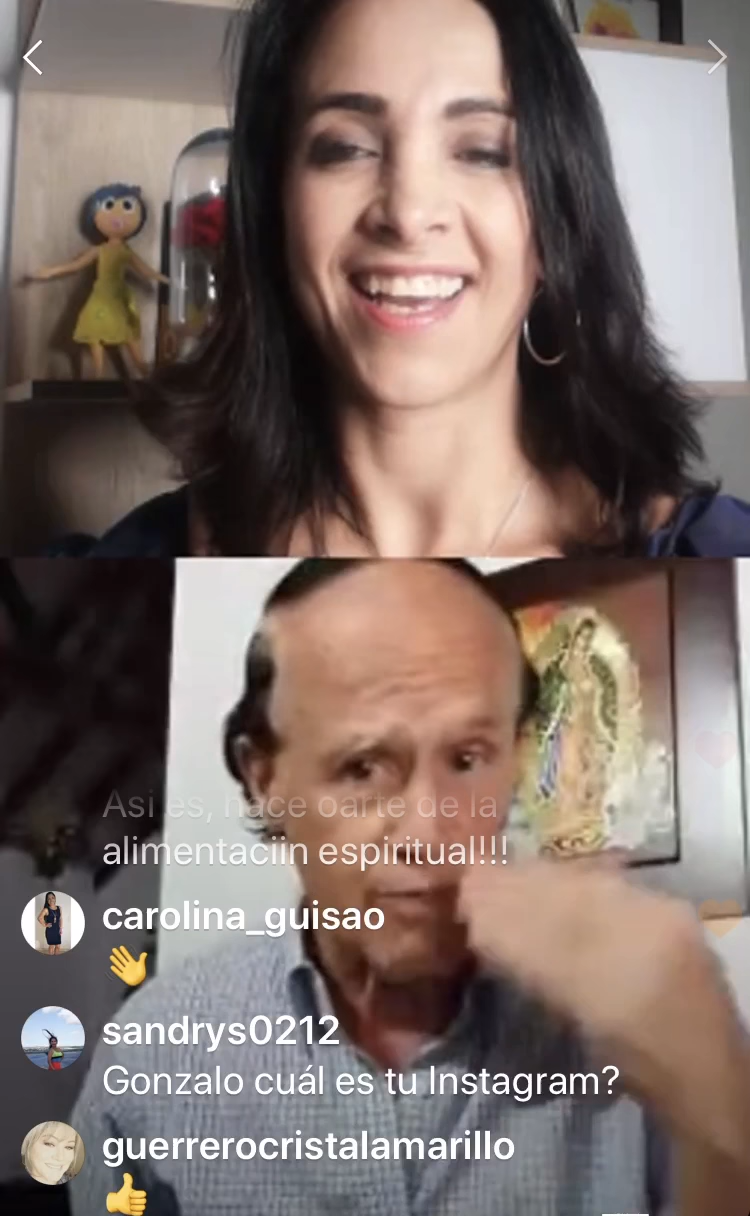 Asi es, hace oarte de la
alimentaciin espiritual!!!
carolina_guisao
👋
sandrys0212
Gonzalo cuál es tu Instagram?
guerrerocristalamarillo
👍